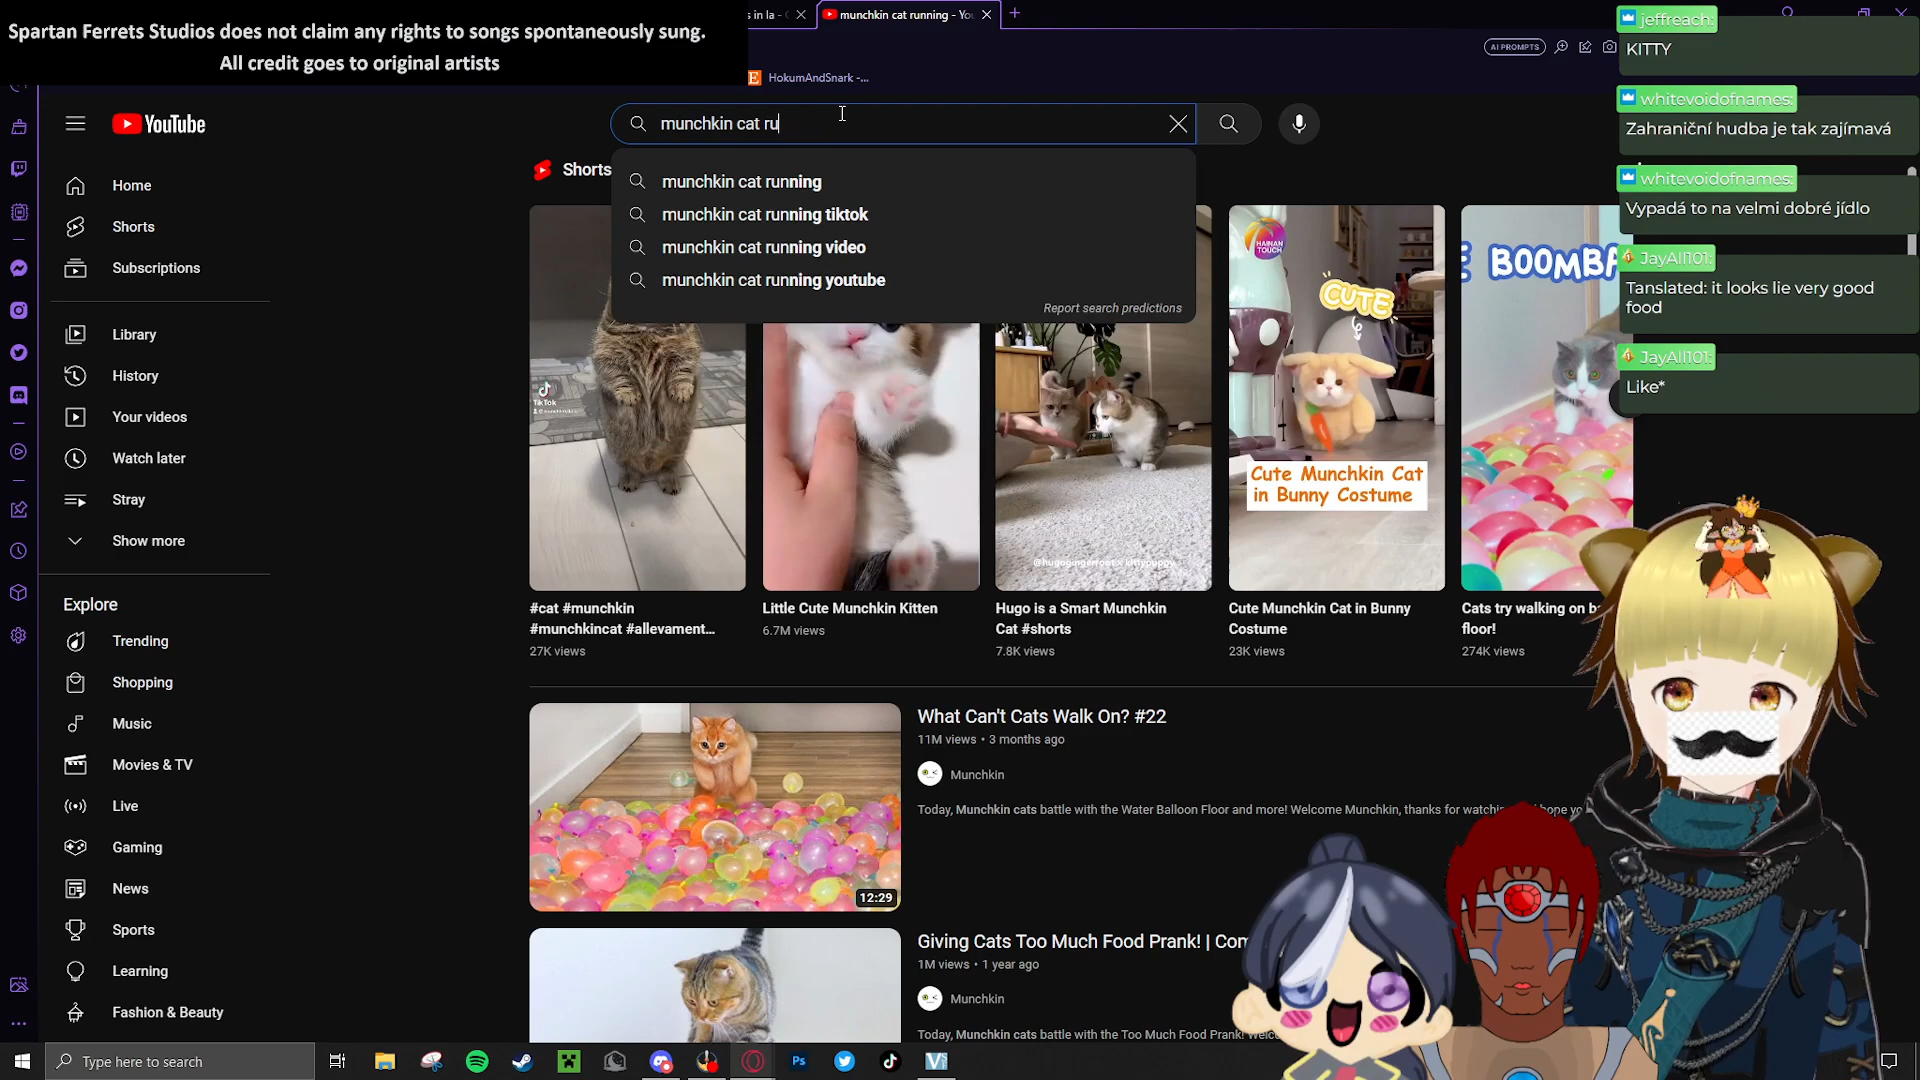 Spartan Ferrets Studios does not claim any rights to songs spontaneously sung.
All credit goes to original artists
s in la -
munchkin cat running - Yo
AI PROMPTS
HokumAndSnark -...
YouTube
munchkin cat ru
munchkin cat running
munchkin cat running tiktok
munchkin cat running video
munchkin cat running youtube
Report search predictions
Shorts
Home
Shorts
Subscriptions
Library
History
Your videos
Watch later
Stray
Show more
Explore
Trending
Shopping
Music
Movies & TV
Live
Gaming
News
Sports
Learning
Fashion & Beauty
TikTok
HAINAN
TOUCH
CUTE
Cute Munchkin Cat
in Bunny Costume
BOOMBA
#cat #munchkin
#munchkincat #allevament...
27K views
Little Cute Munchkin Kitten
6.7M views
Hugo is a Smart Munchkin
Cat #shorts
7.8K views
Cute Munchkin Cat in Bunny
Costume
23K views
Cats try walking on ba
floor!
274K views
12:29
What Can't Cats Walk On? #22
11M views • 3 months ago
Munchkin
Today, Munchkin cats battle with the Water Balloon Floor and more! Welcome Munchkin, thanks for watch
Giving Cats Too Much Food Prank! | Com
1M views • 1 year ago
Munchkin
Today, Munchkin cats battle with the Too Much Food Prank! Welc
jeffreach:
KITTY
whitevoidofnames:
Zahraniční hudba je tak zajímavá
whitevoidofnames:
Vypadá to na velmi dobré jídlo
JayAll101:
Tanslated: it looks lie very good
food
JayAll101:
Like*
Type here to search
Ps